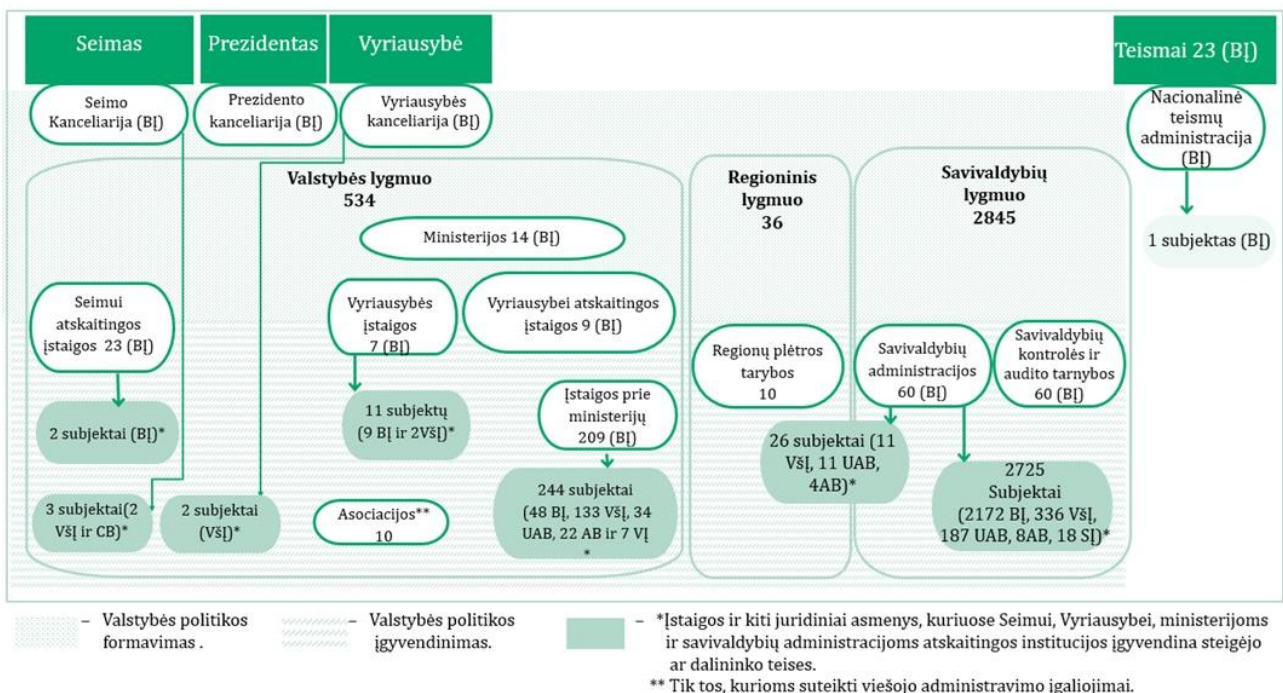 Seimas
Prezidentas
Vyriausybė
Teismai 23 (BĮ)
Seimo
Kanceliarija (BĮ)
Prezidento
kanceliarija (BĮ)
Vyriausybės
kanceliarija (BĮ)
Nacionalinė
teismų
administracija
(BĮ)
1 subjektas (BĮ)
Valstybės lygmuo
534
Ministerijos 14 (BĮ)
Seimui
atskaitingos
įstaigos 23 (BĮ)
Vyriausybės
įstaigos
7 (BĮ)
Vyriausybei atskaitingos
įstaigos 9 (BĮ)
2 subjektai (BĮ)*
11 subjektų
(9 BĮ ir 2VšĮ)*
Įstaigos prie
ministerijų
209 (BĮ)
3 subjektai(2
VšĮ ir CB)*
2 subjektai
(VšĮ)*
Asociacijos**
10
244 subjektai
(48 BĮ, 133 VšĮ, 34
UAB, 22 AB ir 7 VĮ
*
Regioninis
lygmuo
36
Regionų plėtros
tarybos
10
26 subjektai (11
VšĮ, 11 UAB,
4AB)*
Savivaldybių
lygmuo
2845
Savivaldybių
administracijos
60 (BĮ)
Savivaldybių
kontrolės ir
audito tarnybos
60 (BĮ)
2725
Subjektai
(2172 BĮ, 336 VšĮ,
187 UAB, 8AB, 18 SĮ)*
– Valstybės politikos
formavimas .
– Valstybės politikos
įgyvendinimas.
– *Įstaigos ir kiti juridiniai asmenys, kuriuose Seimui, Vyriausybei, ministerijoms
ir savivaldybių administracijoms atskaitingos institucijos įgyvendina steigėjo
ar dalininko teises.
** Tik tos, kurioms suteikti viešojo administravimo įgaliojimai.